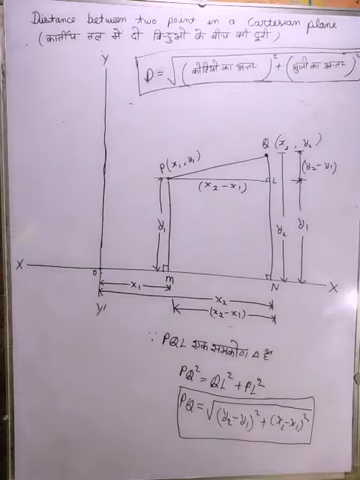 Distance between two point in a Cartesian plane
(कार्तीय तल में दो बिन्दुओं के बीच की दूरी)
D = √(कोटियों का अन्तर)² + (भुजों का अन्तर)²
Y
Q (x₂, y₂)
P(x₁, y₁)
(y₂-y₁)
L
(x₂-x₁)
y₁
y₂
y₁
X
O
M
N
X
x₁
x₂
Y'
(x₂-x₁)
∵ PQL एक समकोण Δ है
PQ² = QL² + PL²
PQ = √(y₂-y₁)² + (x₂-x₁)²